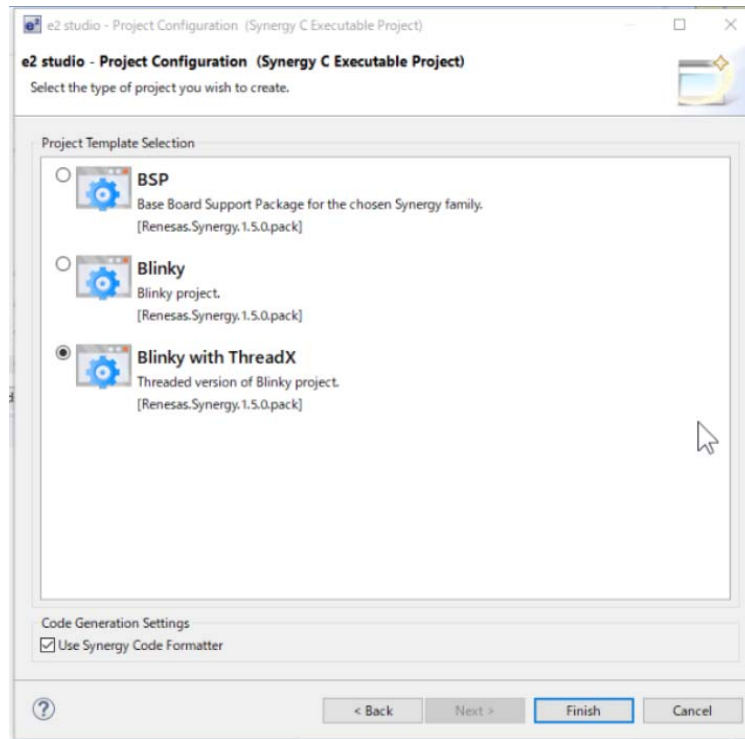 e2 studio - Project Configuration (Synergy C Executable Project)
e2 studio - Project Configuration (Synergy C Executable Project)
Select the type of project you wish to create.
Project Template Selection
BSP
Base Board Support Package for the chosen Synergy family.
[Renesas.Synergy.1.5.0.pack]
Blinky
Blinky project.
[Renesas.Synergy.1.5.0.pack]
Blinky with ThreadX
Threaded version of Blinky project.
[Renesas.Synergy.1.5.0.pack]
Code Generation Settings
Use Synergy Code Formatter
< Back Next > Finish Cancel